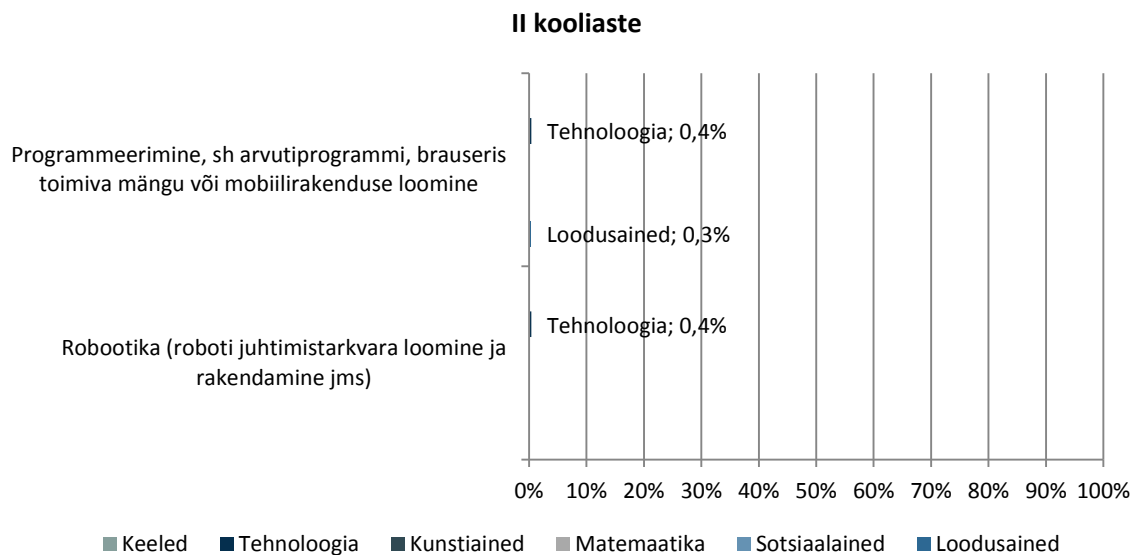 II kooliaste
Tehnoloogia; 0,4%
Programmeerimine, sh arvutiprogrammi, brauseris
toimiva mängu või mobiilirakenduse loomine
Loodusained; 0,3%
Tehnoloogia; 0,4%
Robootika (roboti juhtimistarkvara loomine ja
rakendamine jms)
0% 10% 20% 30% 40% 50% 60% 70% 80% 90% 100%
Keeled Tehnoloogia Kunstiained Matemaatika Sotsiaalained Loodusained